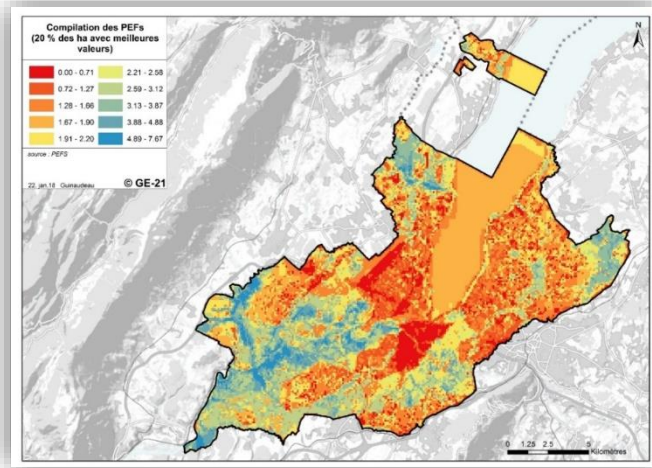 Compilation des PEFs
(20 % des ha avec meilleures
valeurs)
0.00 - 0.71 2.21 - 2.58
0.72 - 1.27 2.59 - 3.12
1.28 - 1.66 3.13 - 3.87
1.67 - 1.90 3.88 - 4.88
1.91 - 2.20 4.89 - 7.67
source : PEFS
22. jan.18 Guinaudeau © GE-21
N
0 1.25 2.5 5
Kilomètres